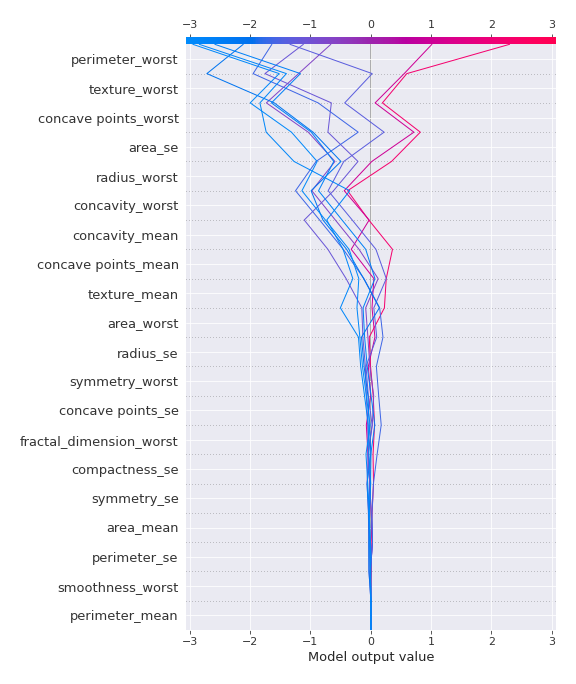 −3 −2 −1 0 1 2 3
perimeter_worst
texture_worst
concave points_worst
area_se
radius_worst
concavity_worst
concavity_mean
concave points_mean
texture_mean
area_worst
radius_se
symmetry_worst
concave points_se
fractal_dimension_worst
compactness_se
symmetry_se
area_mean
perimeter_se
smoothness_worst
perimeter_mean
−3 −2 −1 0 1 2 3
Model output value